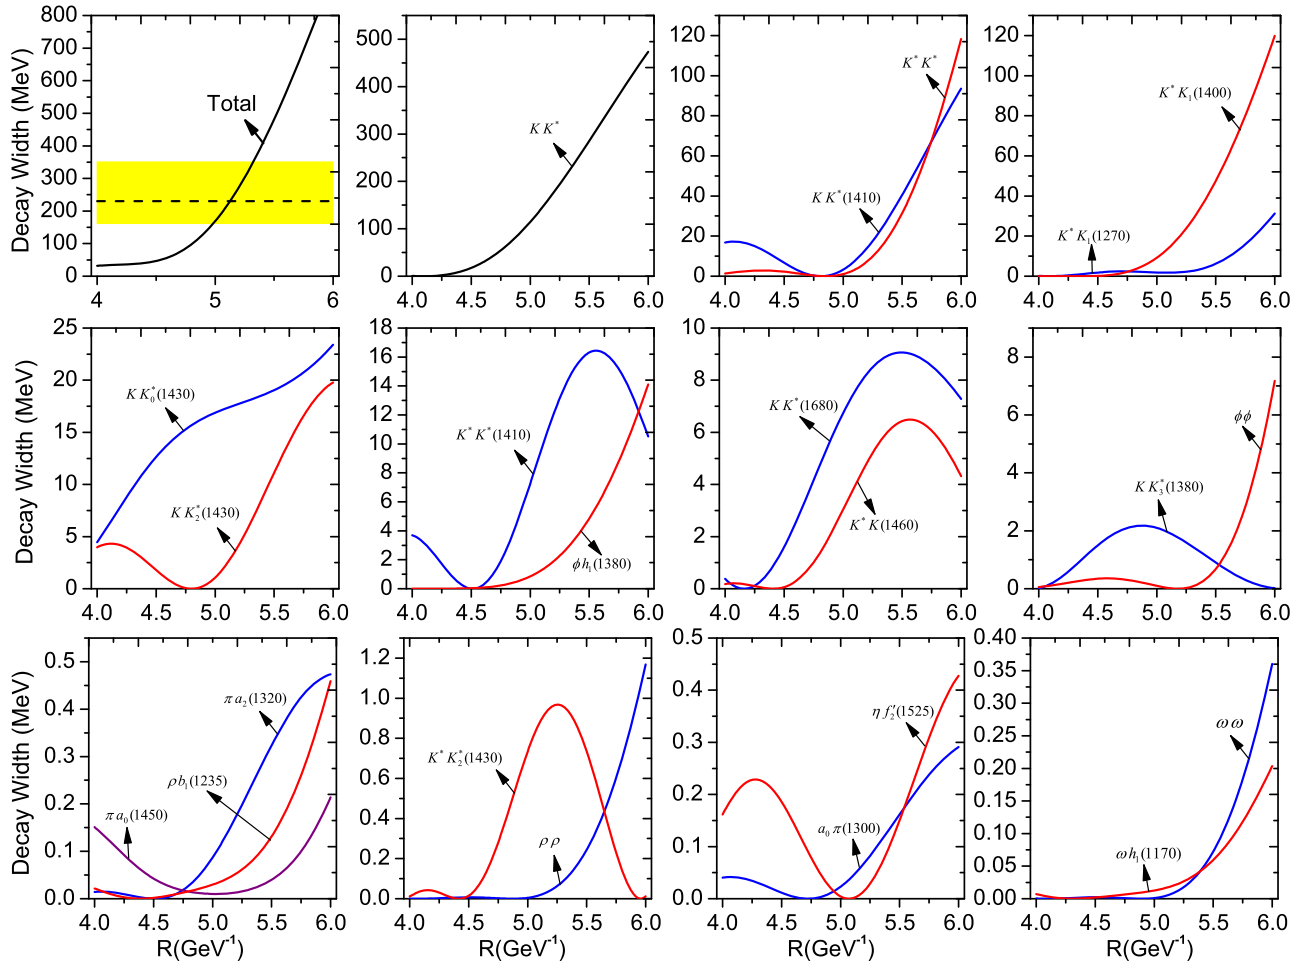 Decay Width (MeV)
800
700
600
500
400
300
200
100
0
Total
4 5 6
500
400
300
200
100
0
K K*
4.0 4.5 5.0 5.5 6.0
120
100
80
60
40
20
0
K* K*
K K*(1410)
4.0 4.5 5.0 5.5 6.0
120
100
80
60
40
20
0
K* K₁(1400)
K* K₁(1270)
4.0 4.5 5.0 5.5 6.0
Decay Width (MeV)
25
20
15
10
5
0
K K₀*(1430)
K K₂*(1430)
4.0 4.5 5.0 5.5 6.0
18
16
14
12
10
8
6
4
2
0
K* K*(1410)
ϕh₁(1380)
4.0 4.5 5.0 5.5 6.0
10
8
6
4
2
0
K K*(1680)
K* K(1460)
4.0 4.5 5.0 5.5 6.0
8
6
4
2
0
ϕϕ
K K₃*(1380)
4.0 4.5 5.0 5.5 6.0
Decay Width (MeV)
0.5
0.4
0.3
0.2
0.1
0.0
π a₂(1320)
ρb₁(1235)
π a₀(1450)
4.0 4.5 5.0 5.5 6.0
R(GeV⁻¹)
1.2
1.0
0.8
0.6
0.4
0.2
0.0
K* K₂*(1430)
ρ ρ
4.0 4.5 5.0 5.5 6.0
R(GeV⁻¹)
0.5
0.4
0.3
0.2
0.1
0.0
η f₂′(1525)
a₀ π(1300)
4.0 4.5 5.0 5.5 6.0
R(GeV⁻¹)
0.40
0.35
0.30
0.25
0.20
0.15
0.10
0.05
0.00
ω ω
ωh₁(1170)
4.0 4.5 5.0 5.5 6.0
R(GeV⁻¹)